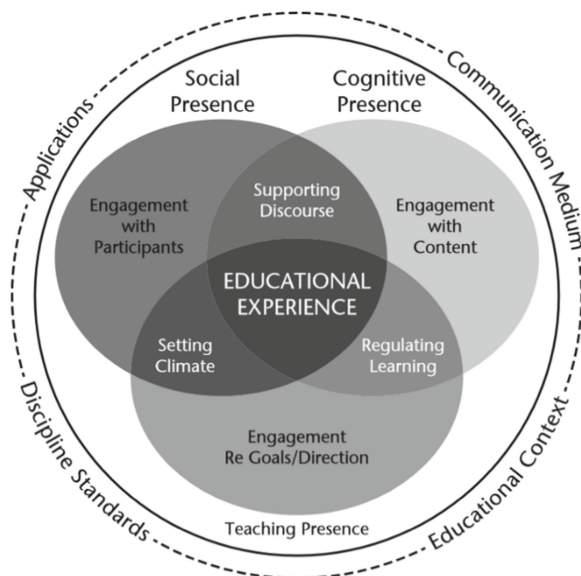 Applications
Communication Medium
Social
Presence
Cognitive
Presence
Engagement
with
Participants
Supporting
Discourse
Engagement
with
Content
EDUCATIONAL
EXPERIENCE
Setting
Climate
Regulating
Learning
Engagement
Re Goals/Direction
Teaching Presence
Discipline Standards
Educational Context